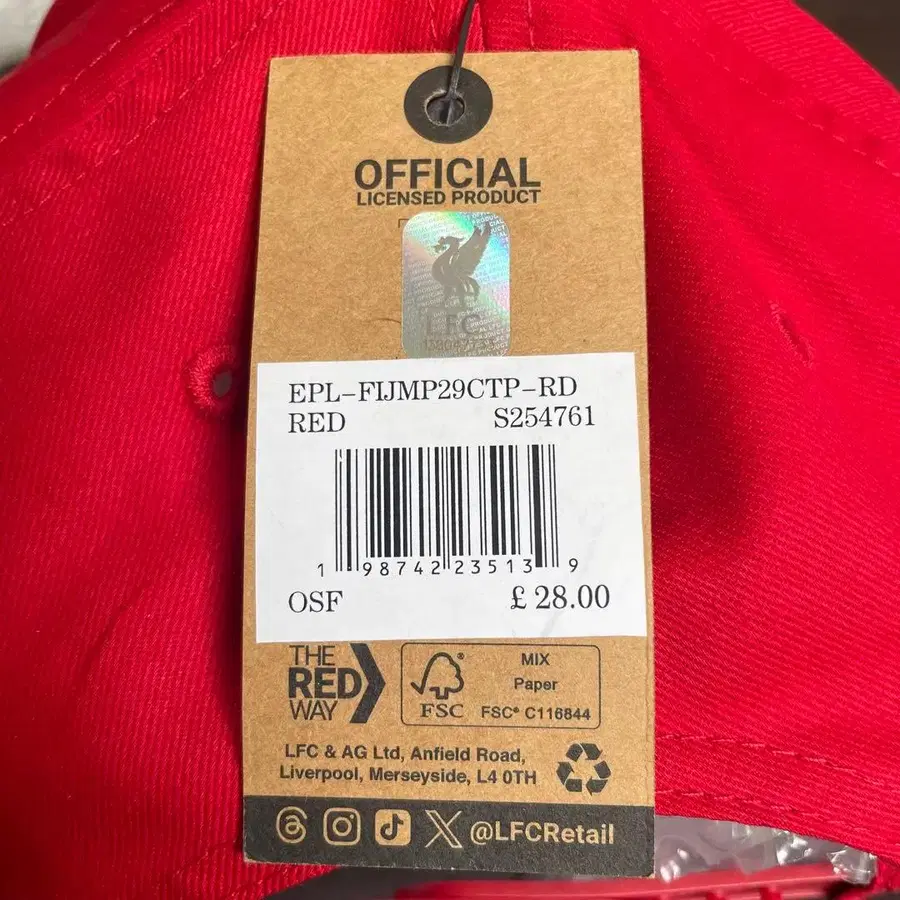 OFFICIAL
LICENSED PRODUCT
LFC
EPL-FIJMP29CTP-RD
RED S254761
1 98742 23513 9
OSF £ 28.00
THE
RED
WAY
FSC®
MIX
Paper
FSC® C116844
LFC & AG Ltd, Anfield Road,
Liverpool, Merseyside, L4 0TH
@LFCRetail